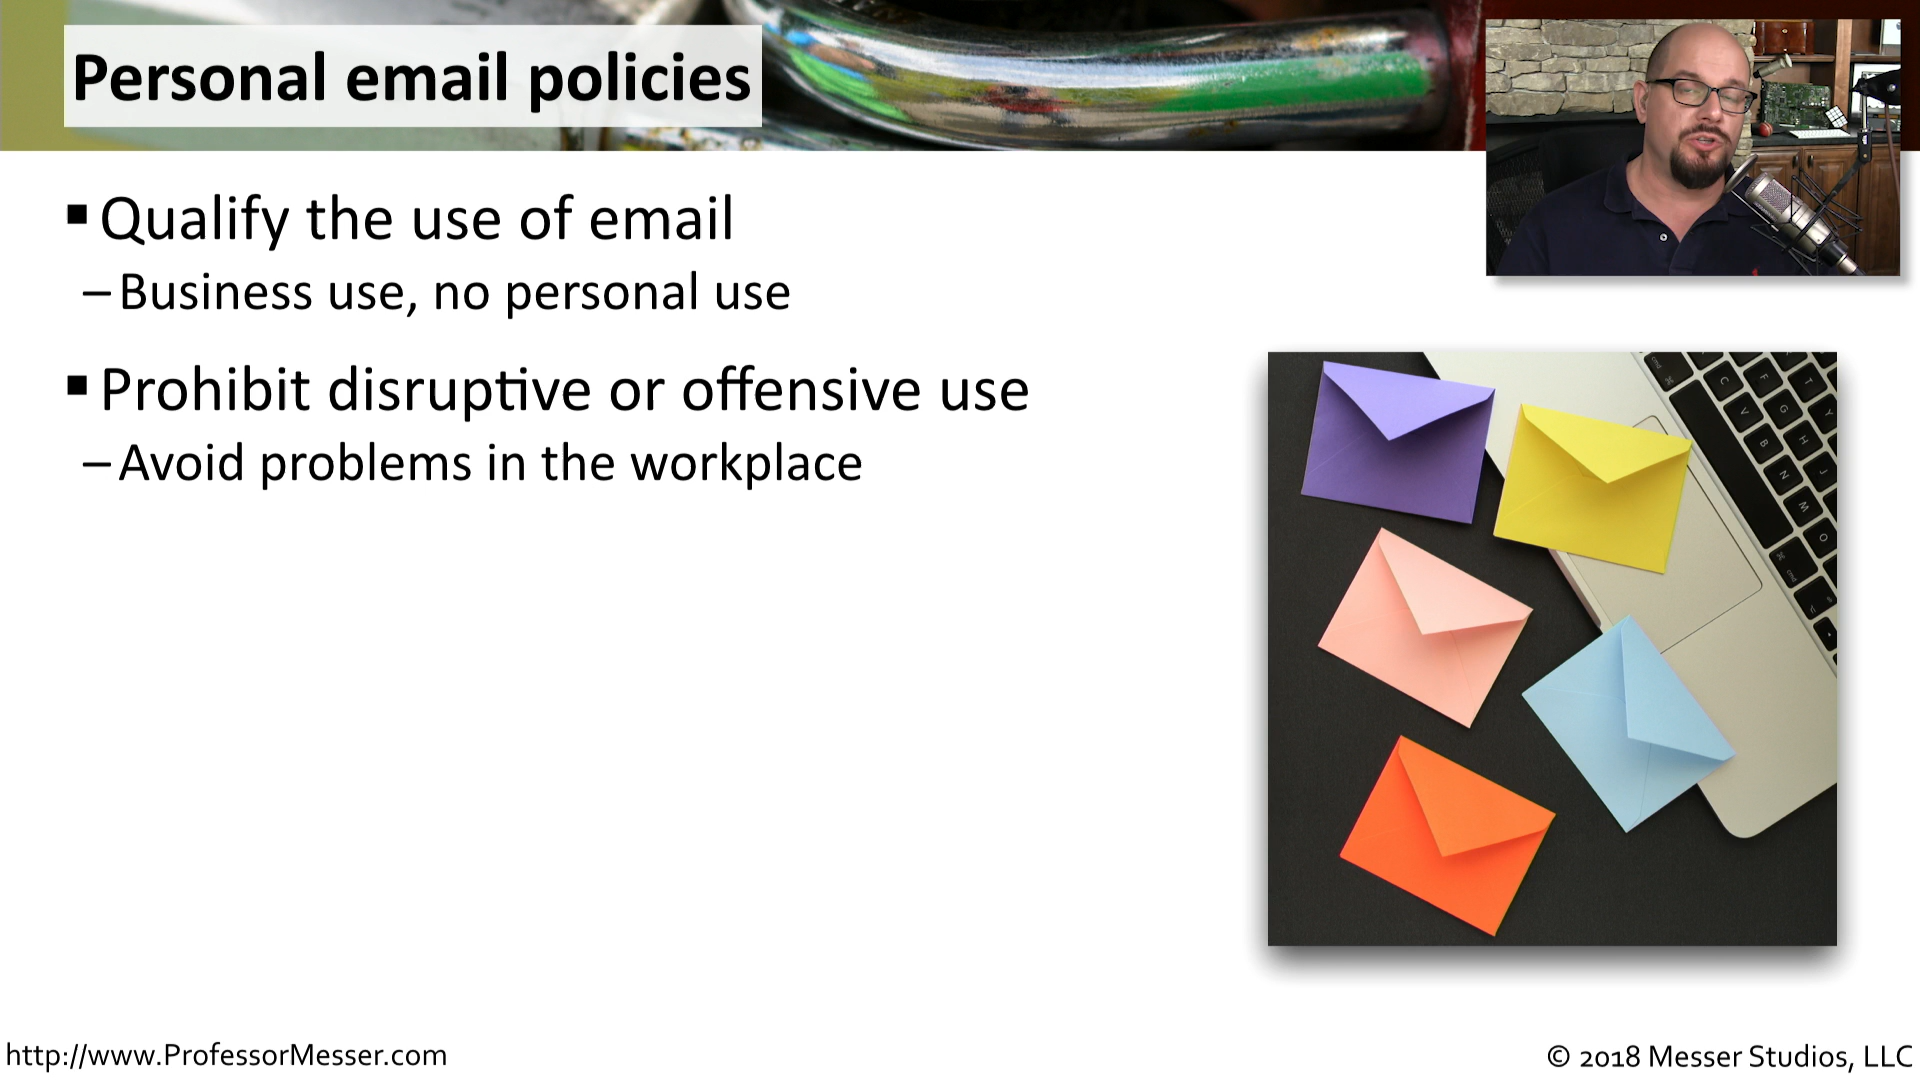 Personal email policies
▪ Qualify the use of email
– Business use, no personal use
▪ Prohibit disruptive or offensive use
– Avoid problems in the workplace
http://www.ProfessorMesser.com
© 2018 Messer Studios, LLC